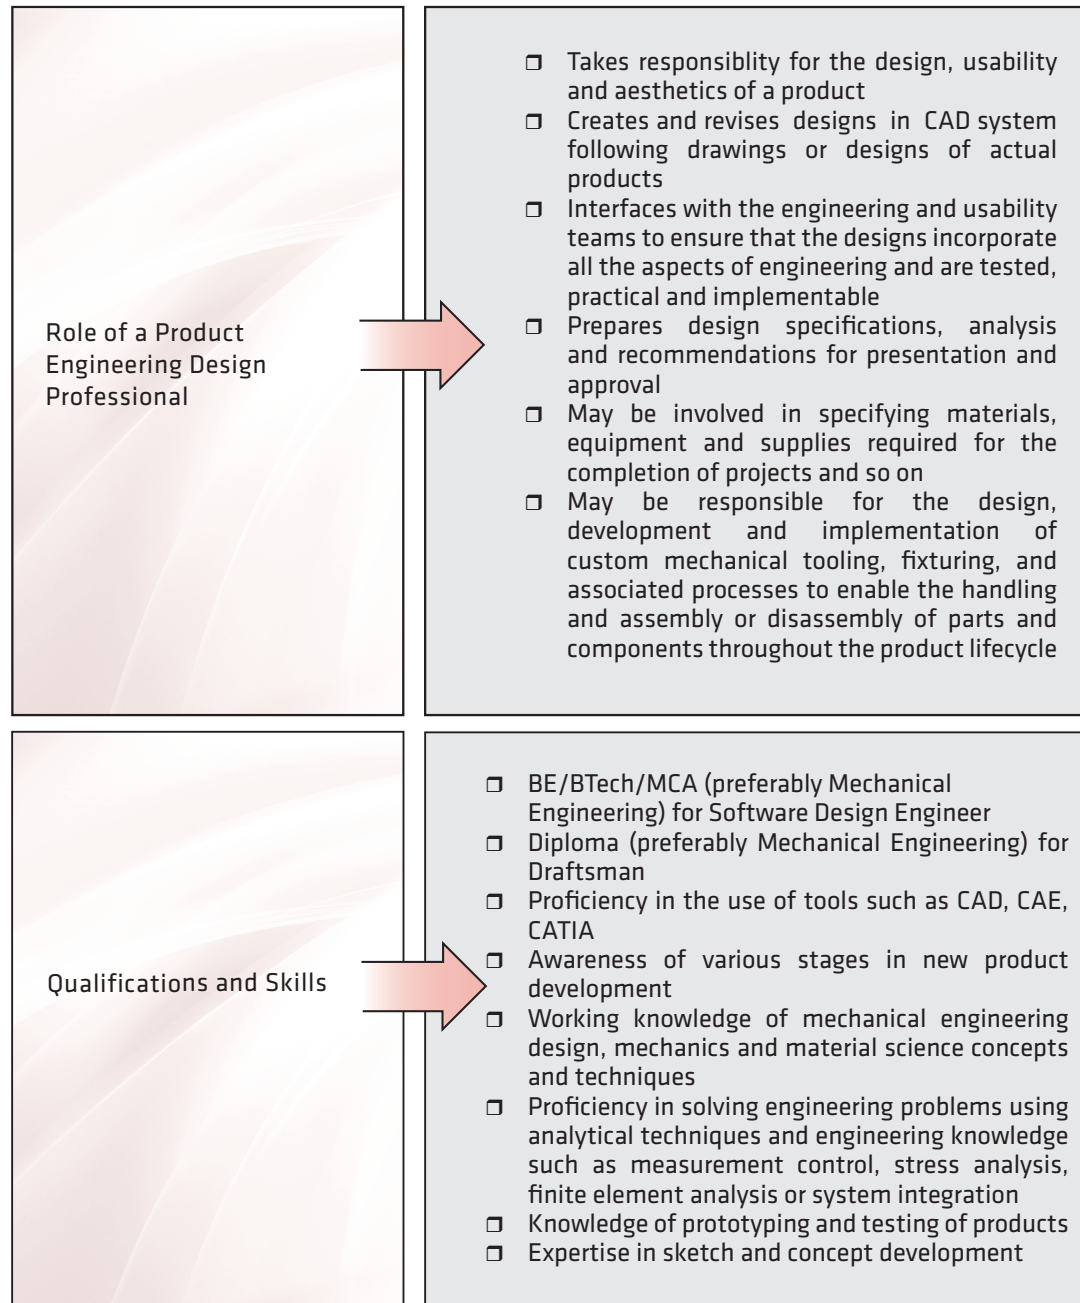 Role of a Product
Engineering Design
Professional
❒ Takes responsiblity for the design, usability
and aesthetics of a product
❒ Creates and revises designs in CAD system
following drawings or designs of actual
products
❒ Interfaces with the engineering and usability
teams to ensure that the designs incorporate
all the aspects of engineering and are tested,
practical and implementable
❒ Prepares design specifications, analysis
and recommendations for presentation and
approval
❒ May be involved in specifying materials,
equipment and supplies required for the
completion of projects and so on
❒ May be responsible for the design,
development and implementation of
custom mechanical tooling, fixturing, and
associated processes to enable the handling
and assembly or disassembly of parts and
components throughout the product lifecycle
Qualifications and Skills
❒ BE/BTech/MCA (preferably Mechanical
Engineering) for Software Design Engineer
❒ Diploma (preferably Mechanical Engineering) for
Draftsman
❒ Proficiency in the use of tools such as CAD, CAE,
CATIA
❒ Awareness of various stages in new product
development
❒ Working knowledge of mechanical engineering
design, mechanics and material science concepts
and techniques
❒ Proficiency in solving engineering problems using
analytical techniques and engineering knowledge
such as measurement control, stress analysis,
finite element analysis or system integration
❒ Knowledge of prototyping and testing of products
❒ Expertise in sketch and concept development